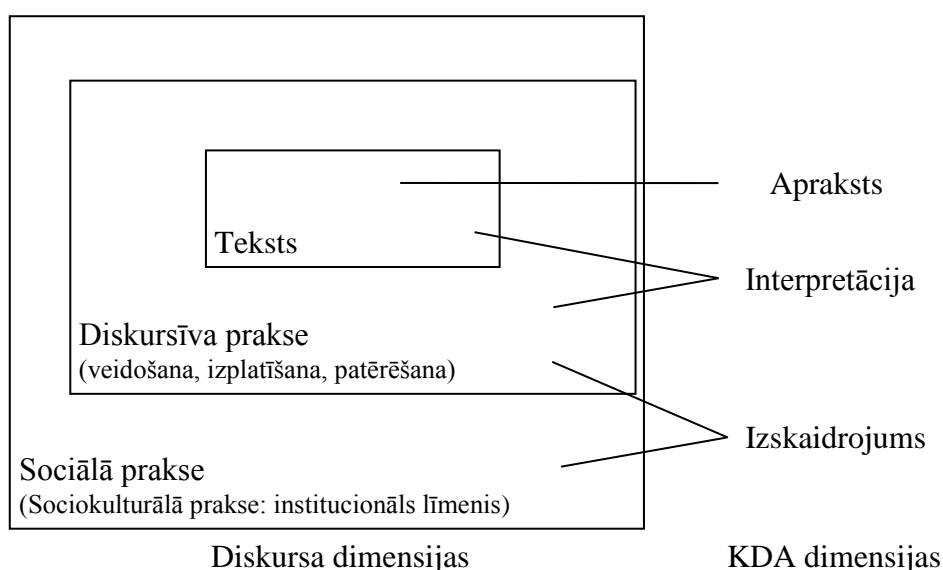 Apraksts
Teksts
Interpretācija
Diskursīva prakse
(veidošana, izplatīšana, patērēšana)
Izskaidrojums
Sociālā prakse
(Sociokulturālā prakse: institucionāls līmenis)
Diskursa dimensijas
KDA dimensijas